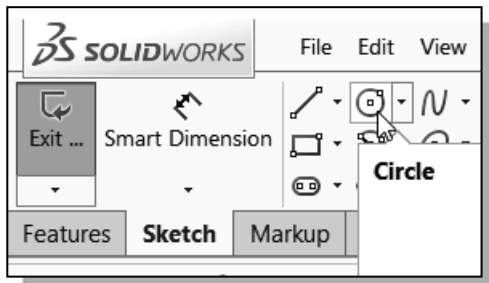 SOLIDWORKS File Edit View
Exit ... Smart Dimension
Circle
Features Sketch Markup